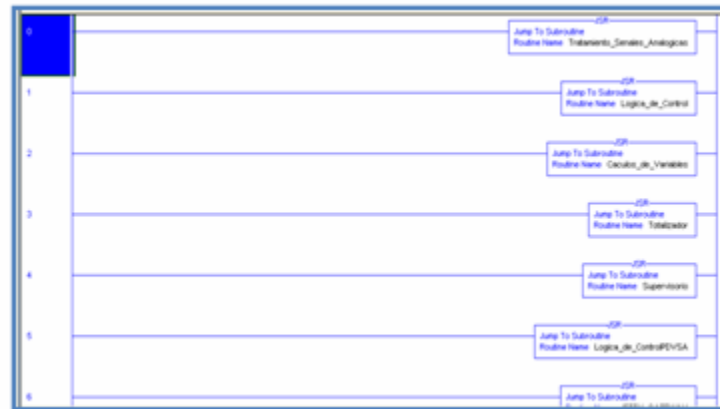 0
JSR
Jump To Subroutine
Routine Name Tratamiento_Senales_Analogicas
1
JSR
Jump To Subroutine
Routine Name Logica_de_Control
2
JSR
Jump To Subroutine
Routine Name Caculos_de_Variables
3
JSR
Jump To Subroutine
Routine Name Totalizador
4
JSR
Jump To Subroutine
Routine Name Supervisorio
5
JSR
Jump To Subroutine
Routine Name Logica_de_ControlPDVSA
6
JSR
Jump To Subroutine